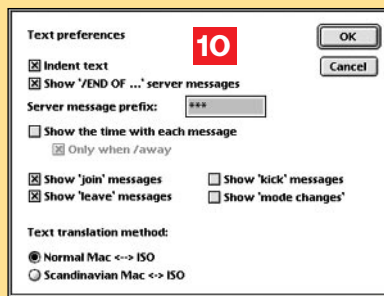 Text preferences
10
OK
Indent text
Cancel
Show '/END OF ...' server messages
Server message prefix: ***
Show the time with each message
Only when /away
Show 'join' messages
Show 'kick' messages
Show 'leave' messages
Show 'mode changes'
Text translation method:
Normal Mac <--> ISO
Scandinavian Mac <-> ISO